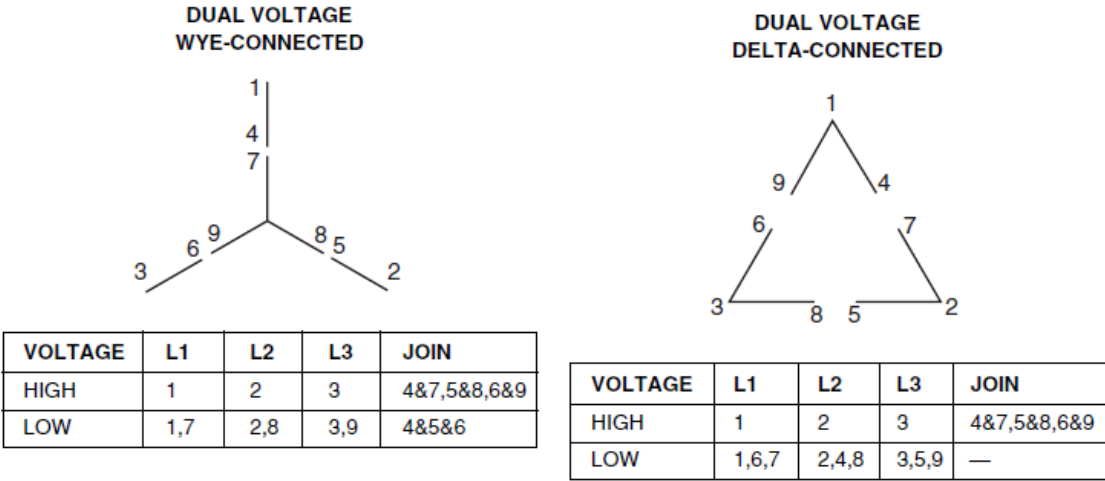 DUAL VOLTAGE
WYE-CONNECTED
1
4
7
9
6
3
8
5
2
VOLTAGE L1 L2 L3 JOIN
HIGH 1 2 3 4&7,5&8,6&9
LOW 1,7 2,8 3,9 4&5&6
DUAL VOLTAGE
DELTA-CONNECTED
1
9 4
6 7
3 8 5 2
VOLTAGE L1 L2 L3 JOIN
HIGH 1 2 3 4&7,5&8,6&9
LOW 1,6,7 2,4,8 3,5,9 —